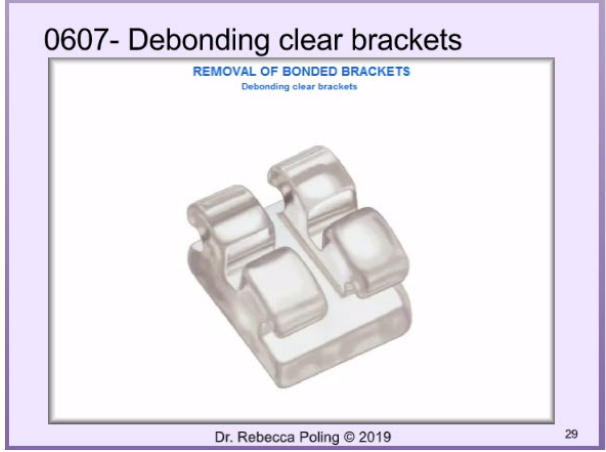 0607- Debonding clear brackets
REMOVAL OF BONDED BRACKETS
Debonding clear brackets
Dr. Rebecca Poling © 2019
29